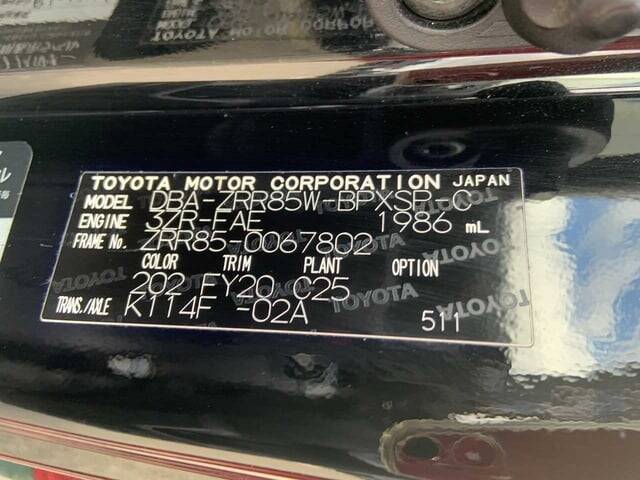 TOYOTA MOTOR CORPORATION JAPAN
MODEL DBA-ZRR85W-BPXSP-C
ENGINE 3ZR-FAE 1986 mL
FRAME No. ZRR85-0067802
COLOR TRIM PLANT OPTION
202 FY20 C25
TRANS./AXLE K114F -02A
511